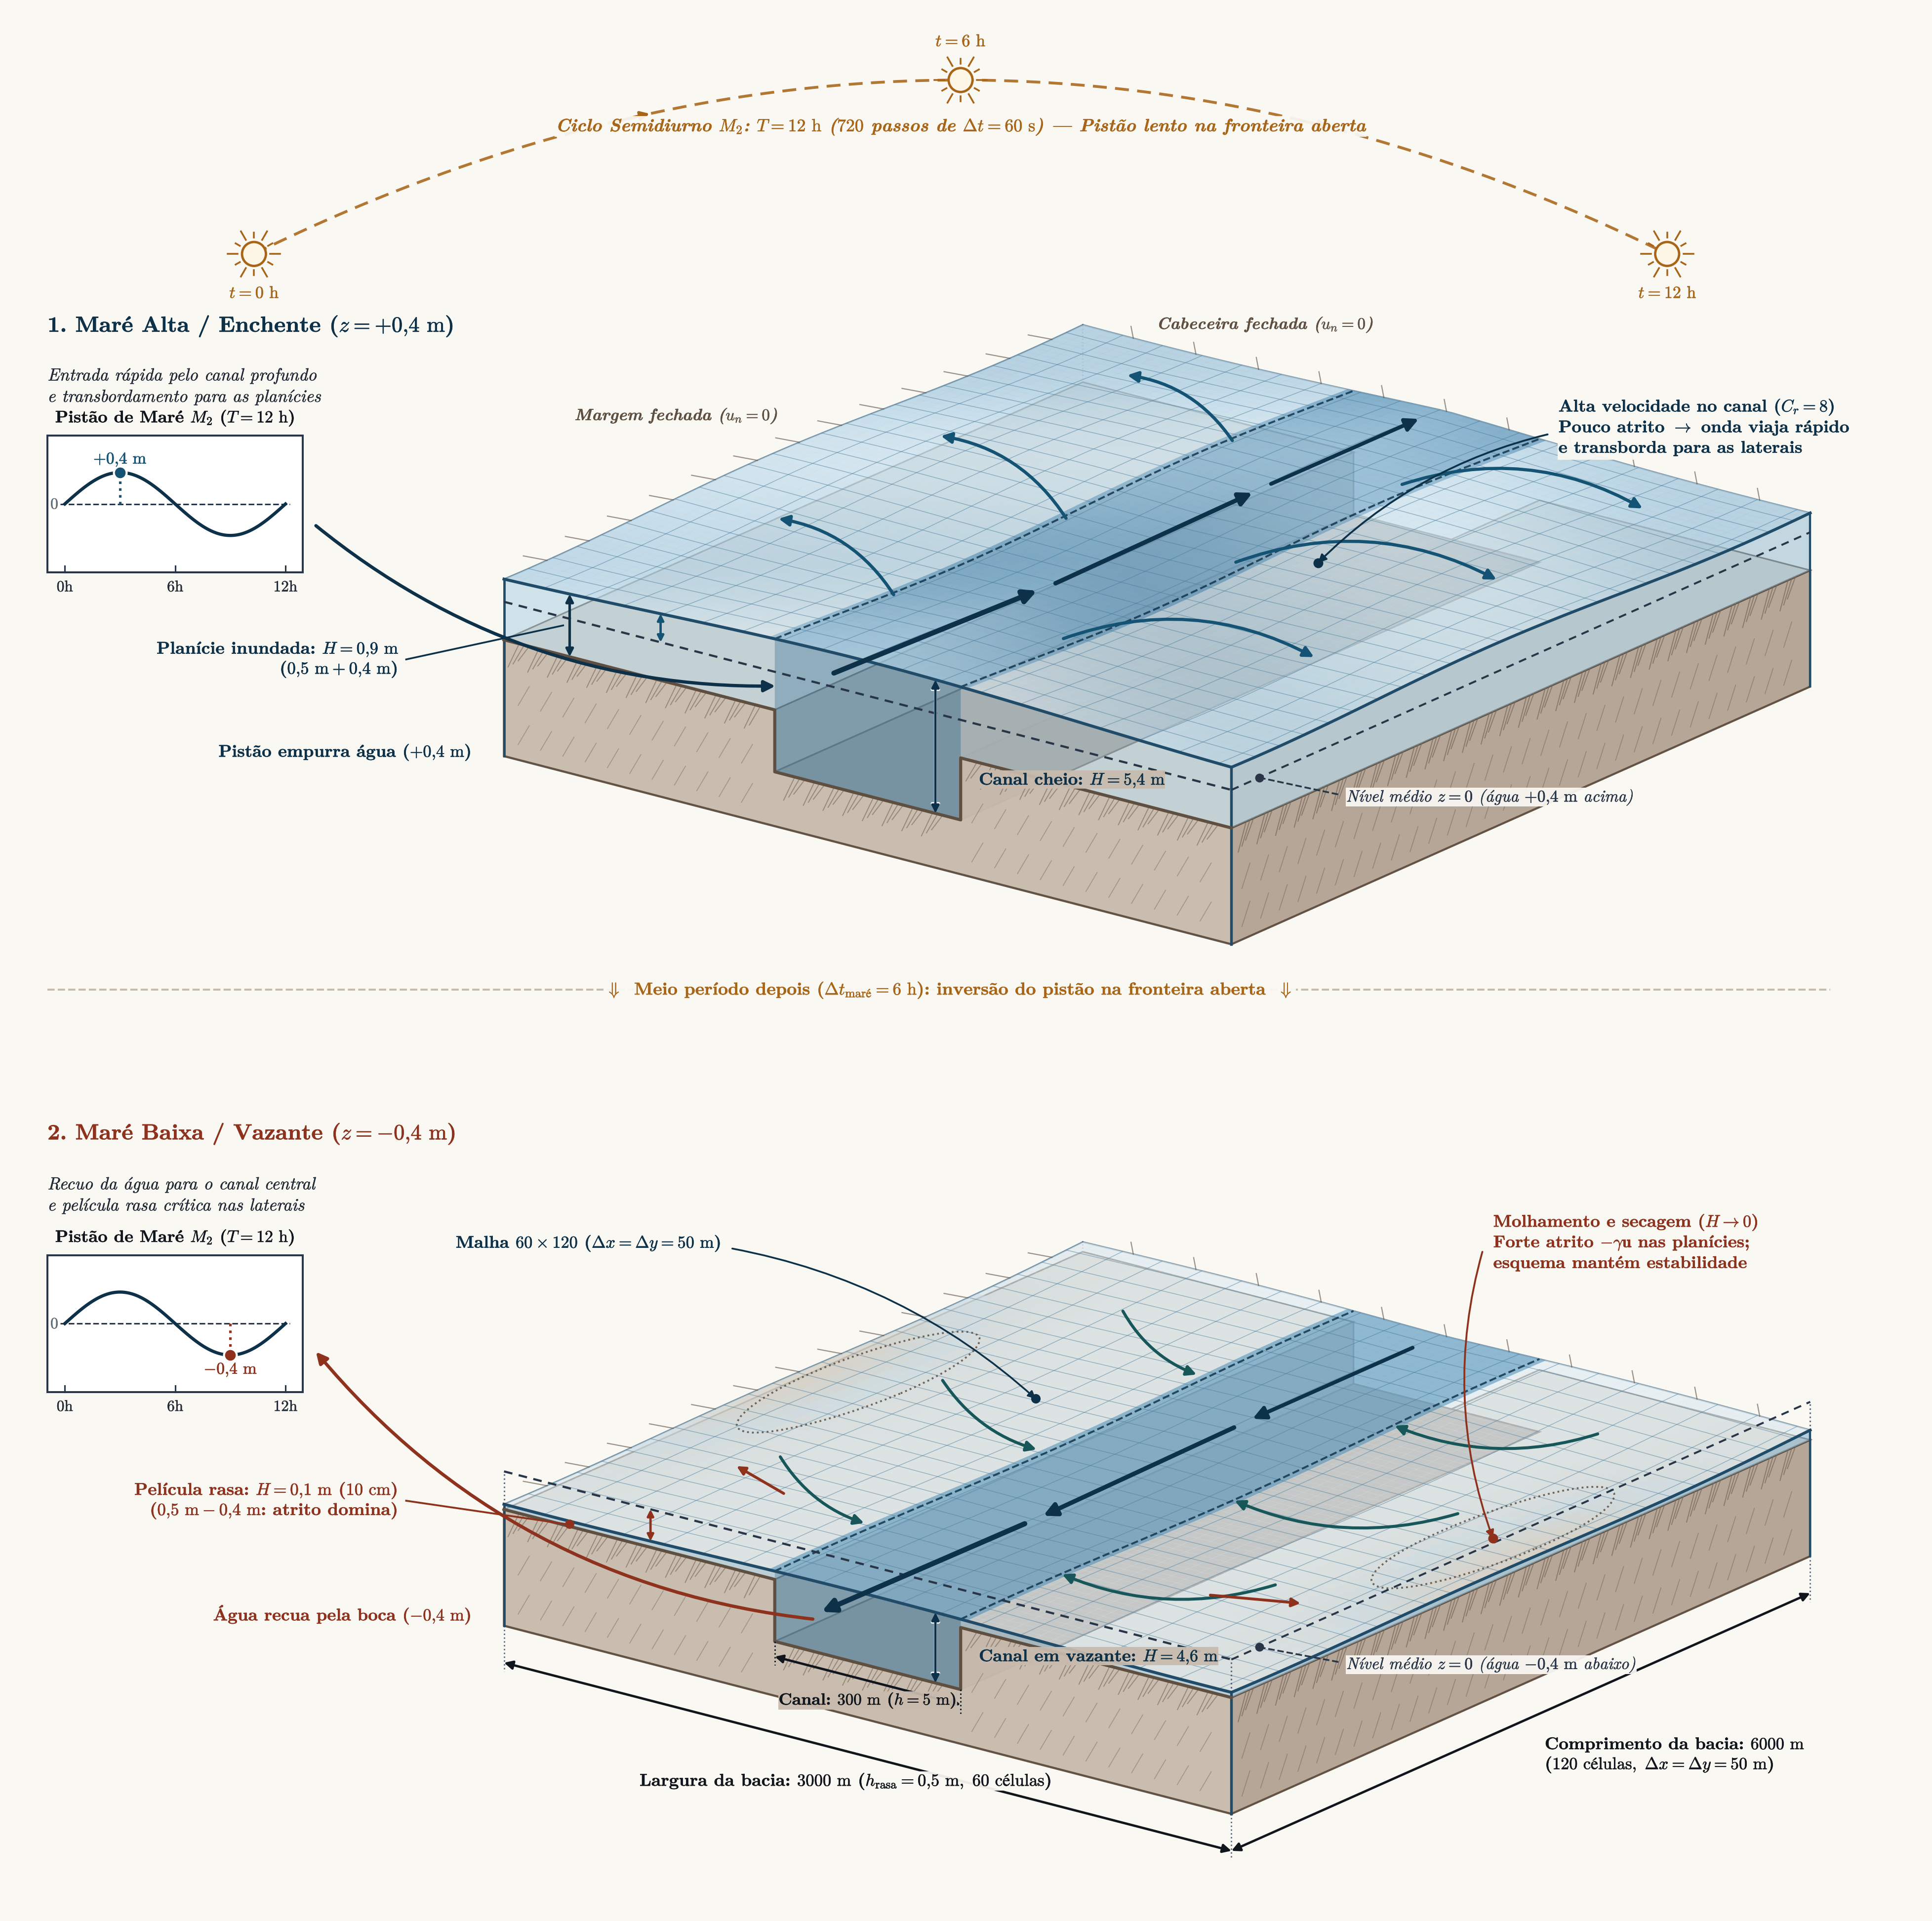 t = 6 h
Ciclo Semidiurno M₂: T = 12 h (720 passos de Δt = 60 s) — Pistão lento na fronteira aberta
t = 0 h
t = 12 h
1. Maré Alta / Enchente (z = +0,4 m)
Cabeceira fechada (uₙ = 0)
Entrada rápida pelo canal profundo
e transbordamento para as planícies
Pistão de Maré M₂ (T = 12 h)
+0,4 m
0
0h
6h
12h
Margem fechada (uₙ = 0)
Alta velocidade no canal (Cᵣ = 8)
Pouco atrito → onda viaja rápido
e transborda para as laterais
Planície inundada: H = 0,9 m
(0,5 m + 0,4 m)
Pistão empurra água (+0,4 m)
Canal cheio: H = 5,4 m
Nível médio z = 0 (água +0,4 m acima)
⇓ Meio período depois (Δt_maré = 6 h): inversão do pistão na fronteira aberta ⇓
2. Maré Baixa / Vazante (z = −0,4 m)
Recuo da água para o canal central
e película rasa crítica nas laterais
Pistão de Maré M₂ (T = 12 h)
0
−0,4 m
0h
6h
12h
Malha 60 × 120 (Δx = Δy = 50 m)
Molhamento e secagem (H → 0)
Forte atrito −γu nas planícies;
esquema mantém estabilidade
Película rasa: H = 0,1 m (10 cm)
(0,5 m − 0,4 m: atrito domina)
Água recua pela boca (−0,4 m)
Canal em vazante: H = 4,6 m
Nível médio z = 0 (água −0,4 m abaixo)
Canal: 300 m (h = 5 m)
Largura da bacia: 3000 m (h_rasa = 0,5 m, 60 células)
Comprimento da bacia: 6000 m
(120 células, Δx = Δy = 50 m)